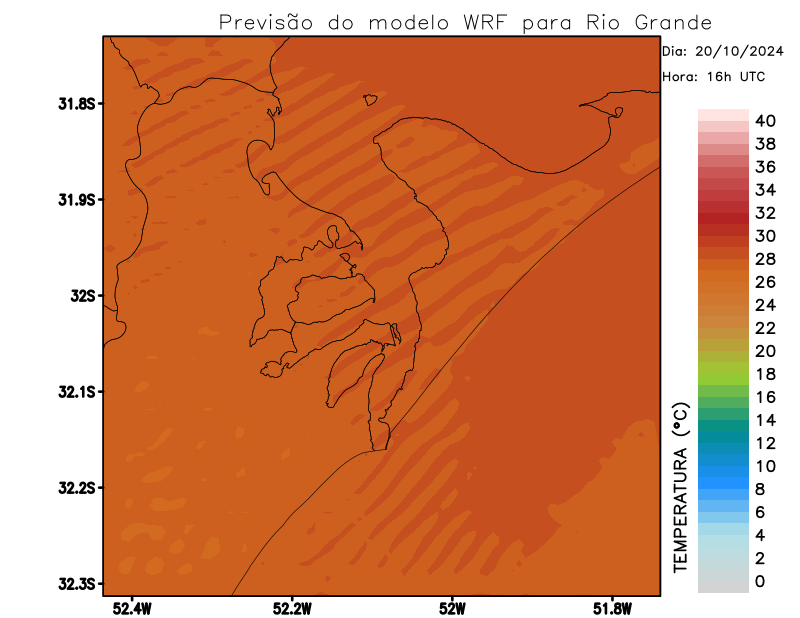 Previsão do modelo WRF para Rio Grande
Dia: 20/10/2024
Hora: 16h UTC
31.8S
31.9S
32S
32.1S
32.2S
32.3S
52.4W
52.2W
52W
51.8W
TEMPERATURA (°C)
40
38
36
34
32
30
28
26
24
22
20
18
16
14
12
10
8
6
4
2
0